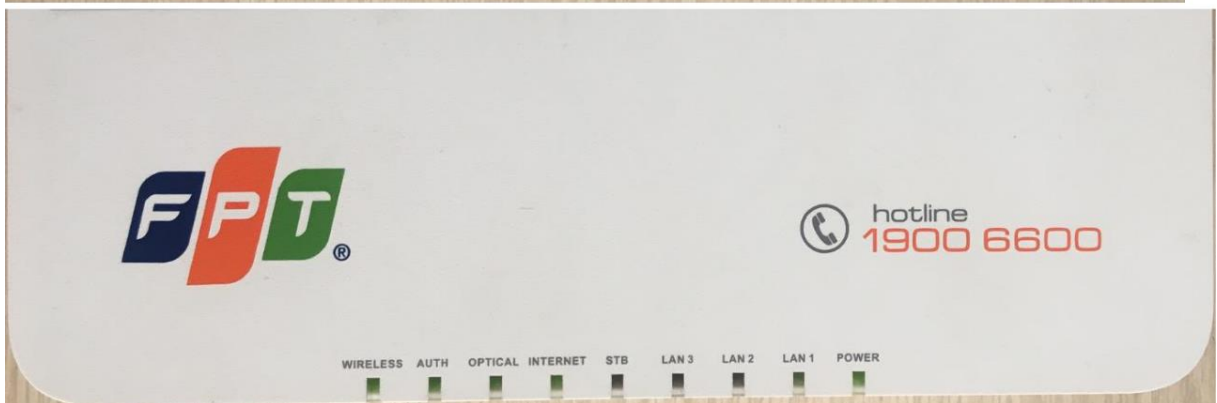 FPT®
hotline
1900 6600
WIRELESS AUTH OPTICAL INTERNET STB LAN 3 LAN 2 LAN 1 POWER